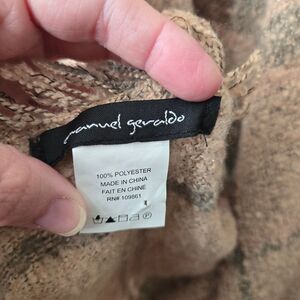 manuel geraldo
100% POLYESTER
MADE IN CHINA
FAIT EN CHINE
RN# 109861